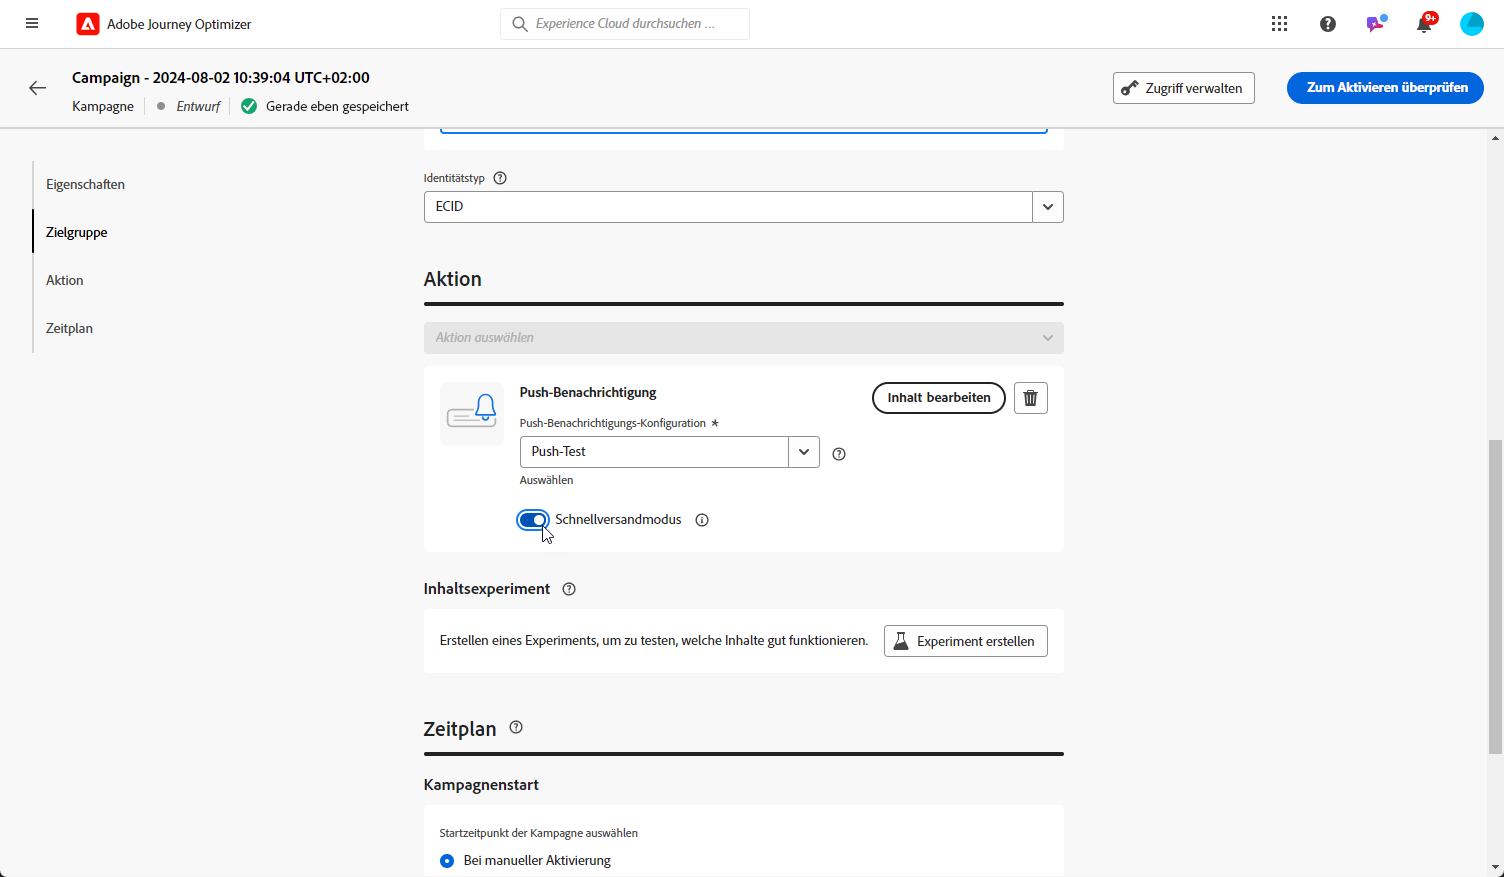 Adobe Journey Optimizer
Experience Cloud durchsuchen ...
9+
Campaign - 2024-08-02 10:39:04 UTC+02:00
Kampagne
Entwurf
Gerade eben gespeichert
Zugriff verwalten
Zum Aktivieren überprüfen
Eigenschaften
Zielgruppe
Aktion
Zeitplan
Identitätstyp
ECID
Aktion
Aktion auswählen
Push-Benachrichtigung
Inhalt bearbeiten
Push-Benachrichtigungs-Konfiguration *
Push-Test
Auswählen
Schnellversandmodus
Inhaltsexperiment
Erstellen eines Experiments, um zu testen, welche Inhalte gut funktionieren.
Experiment erstellen
Zeitplan
Kampagnenstart
Startzeitpunkt der Kampagne auswählen
Bei manueller Aktivierung